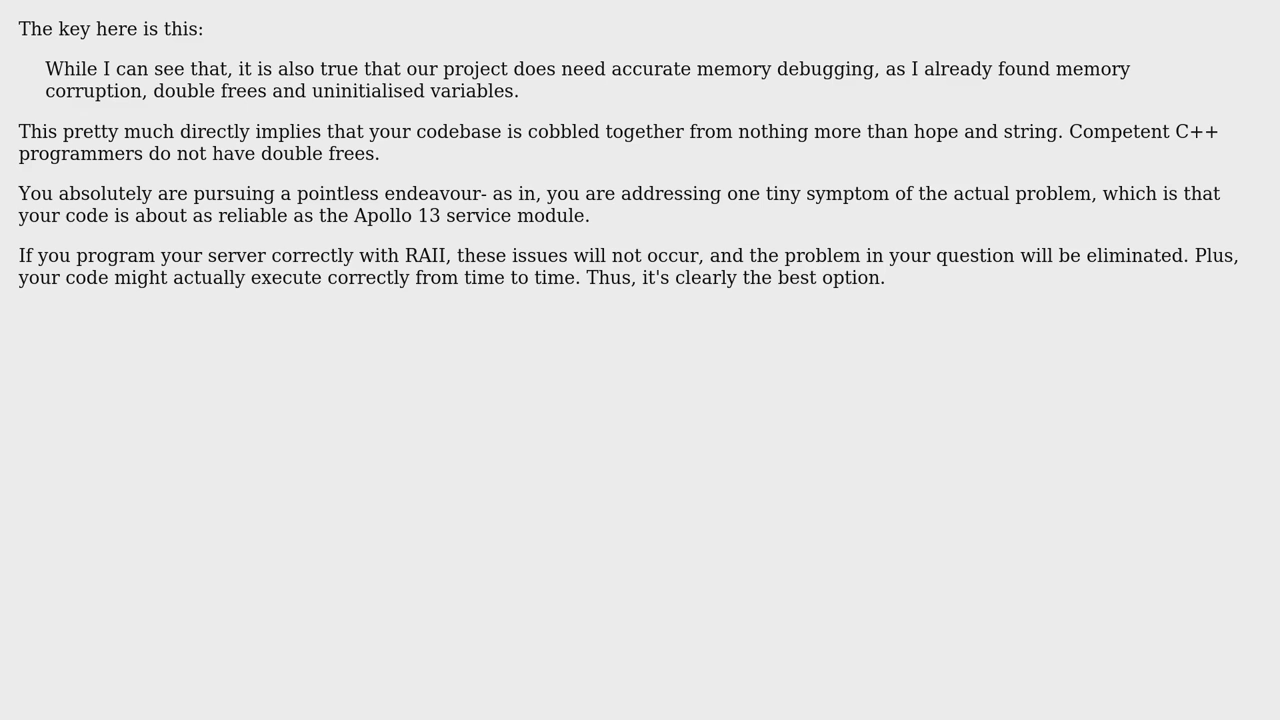 The key here is this:
While I can see that, it is also true that our project does need accurate memory debugging, as I already found memory
corruption, double frees and uninitialised variables.
This pretty much directly implies that your codebase is cobbled together from nothing more than hope and string. Competent C++
programmers do not have double frees.
You absolutely are pursuing a pointless endeavour- as in, you are addressing one tiny symptom of the actual problem, which is that
your code is about as reliable as the Apollo 13 service module.
If you program your server correctly with RAII, these issues will not occur, and the problem in your question will be eliminated. Plus,
your code might actually execute correctly from time to time. Thus, it's clearly the best option.